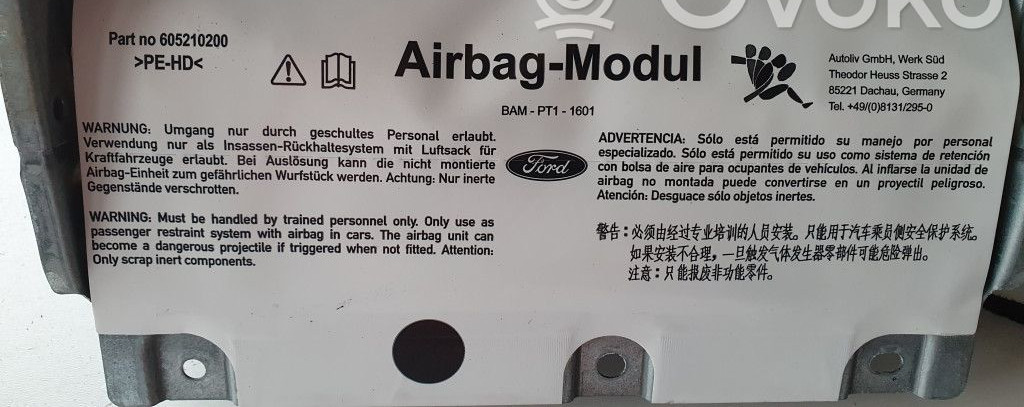 OVOKO
Part no 605210200
>PE-HD<
Airbag-Modul
BAM - PT1 - 1601
Autoliv GmbH, Werk Süd
Theodor Heuss Strasse 2
85221 Dachau, Germany
Tel. +49/(0)8131/295-0
WARNUNG: Umgang nur durch geschultes Personal erlaubt.
Verwendung nur als Insassen-Rückhaltesystem mit Luftsack für
Kraftfahrzeuge erlaubt. Bei Auslösung kann die nicht montierte
Airbag-Einheit zum gefährlichen Wurfstück werden. Achtung: Nur inerte
Gegenstände verschrotten.
WARNING: Must be handled by trained personnel only. Only use as
passenger restraint system with airbag in cars. The airbag unit can
become a dangerous projectile if triggered when not fitted. Attention:
Only scrap inert components.
Ford
ADVERTENCIA: Sólo está permitido su manejo por personal
especializado. Sólo está permitido su uso como sistema de retención
con bolsa de aire para ocupantes de vehículos. Al inflarse la unidad de
airbag no montada puede convertirse en un proyectil peligroso.
Atención: Desguace sólo objetos inertes.
警告：必须由经过专业培训的人员安装。只能用于汽车乘员侧安全保护系统。
如果安装不合理，一旦触发气体发生器零部件可能危险弹出。
注意：只能报废非功能零件。